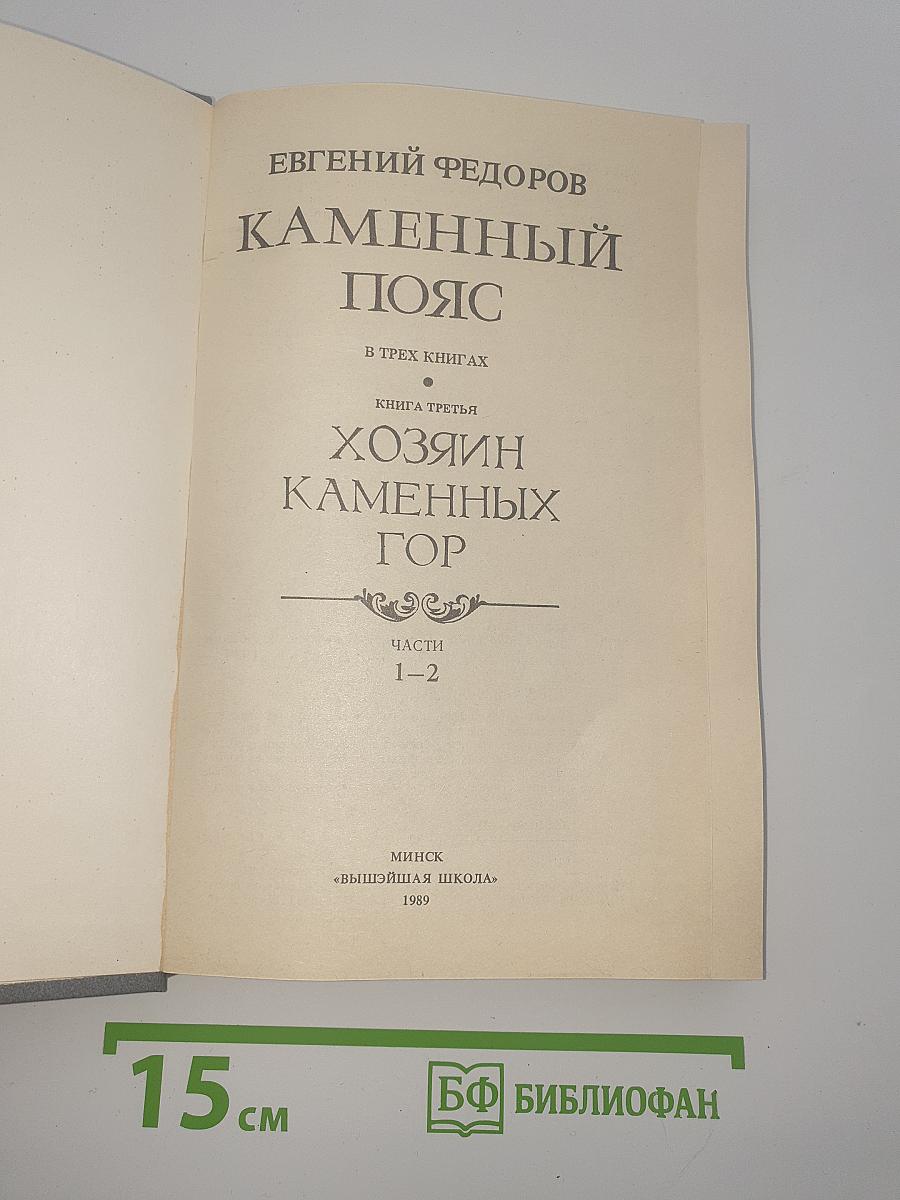 ЕВГЕНИЙ ФЕДОРОВ
КАМЕННЫЙ
ПОЯС
В ТРЕХ КНИГАХ
•
КНИГА ТРЕТЬЯ
ХОЗЯИН
КАМЕННЫХ
ГОР
ЧАСТИ
1—2
МИНСК
«ВЫШЭЙШАЯ ШКОЛА»
1989
15 см
БФ БИБЛИОФАН